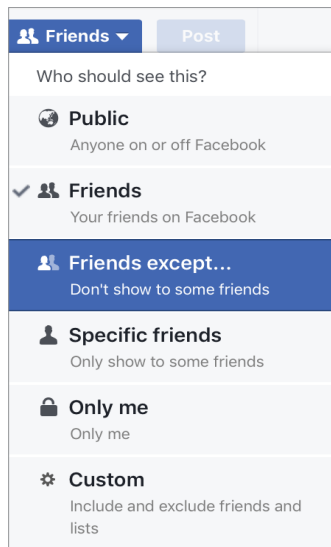 Friends
Post
Who should see this?
Public
Anyone on or off Facebook
Friends
Your friends on Facebook
Friends except...
Don't show to some friends
Specific friends
Only show to some friends
Only me
Only me
Custom
Include and exclude friends and
lists